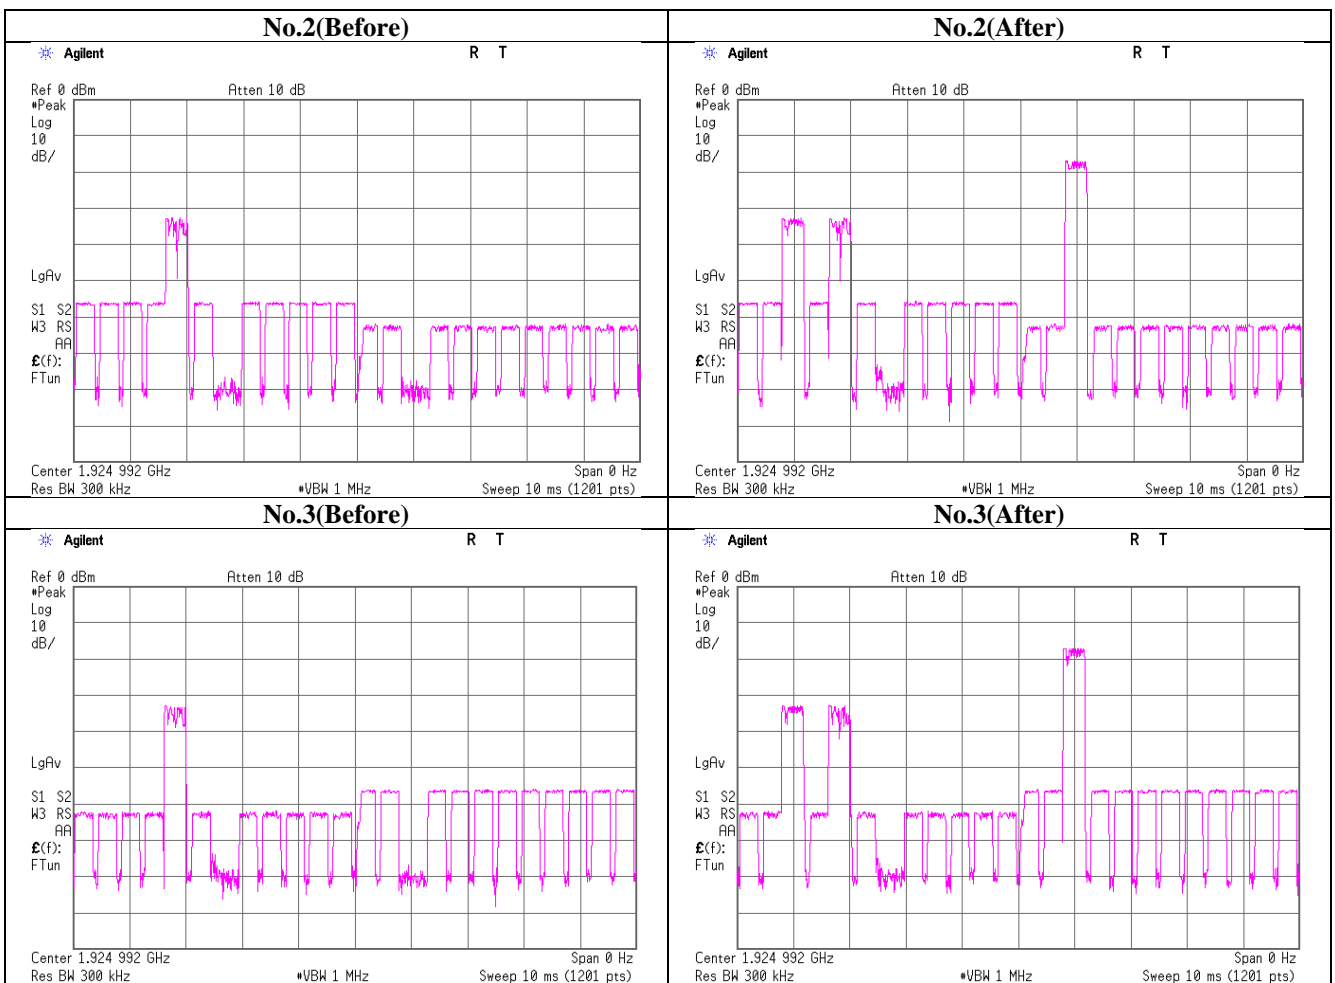 No.2(Before)
Agilent
R T
Ref 0 dBm
Atten 10 dB
#Peak
Log
10
dB/
LgAv
S1 S2
W3 RS
AA
£(f):
FTun
Center 1.924 992 GHz
Span 0 Hz
Res BW 300 kHz
#VBW 1 MHz
Sweep 10 ms (1201 pts)
No.2(After)
Agilent
R T
Ref 0 dBm
Atten 10 dB
#Peak
Log
10
dB/
LgAv
S1 S2
W3 RS
AA
£(f):
FTun
Center 1.924 992 GHz
Span 0 Hz
Res BW 300 kHz
#VBW 1 MHz
Sweep 10 ms (1201 pts)
No.3(Before)
Agilent
R T
Ref 0 dBm
Atten 10 dB
#Peak
Log
10
dB/
LgAv
S1 S2
W3 RS
AA
£(f):
FTun
Center 1.924 992 GHz
Span 0 Hz
Res BW 300 kHz
#VBW 1 MHz
Sweep 10 ms (1201 pts)
No.3(After)
Agilent
R T
Ref 0 dBm
Atten 10 dB
#Peak
Log
10
dB/
LgAv
S1 S2
W3 RS
AA
£(f):
FTun
Center 1.924 992 GHz
Span 0 Hz
Res BW 300 kHz
#VBW 1 MHz
Sweep 10 ms (1201 pts)